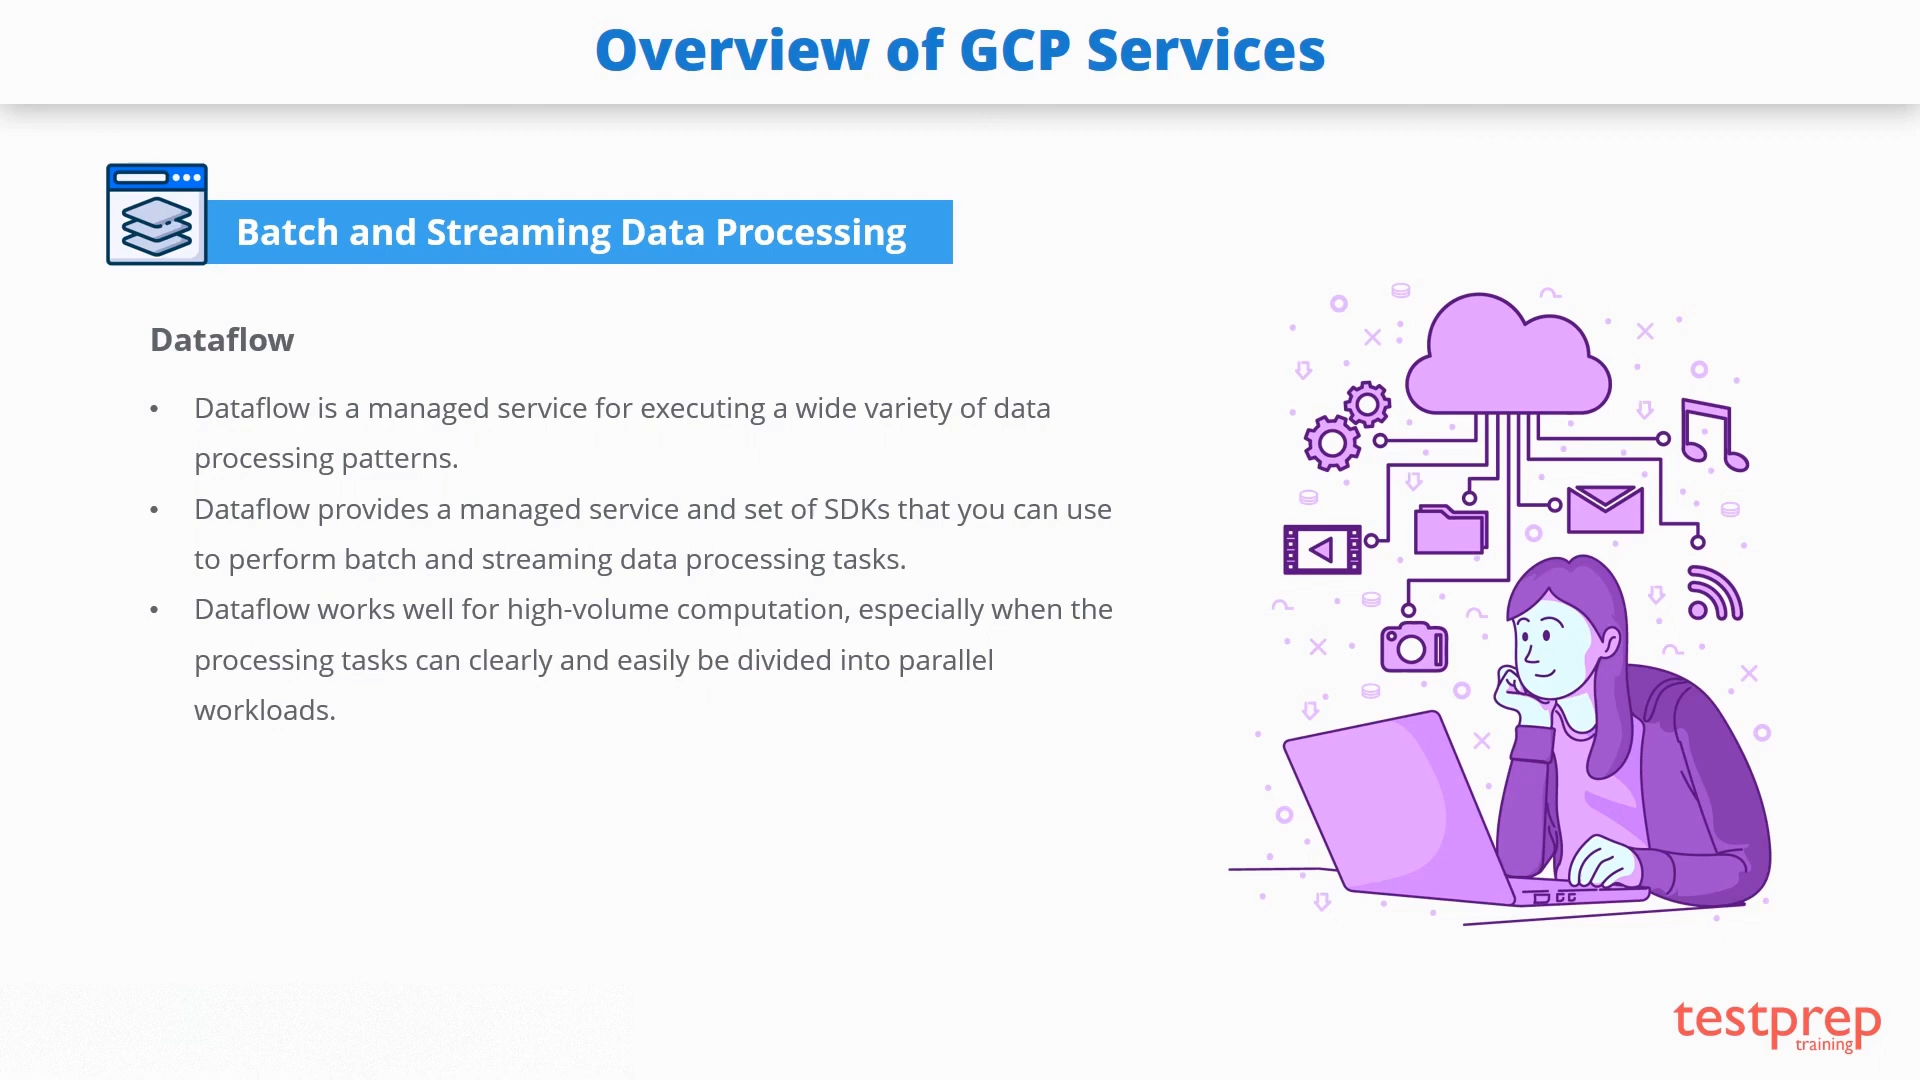 Overview of GCP Services
Batch and Streaming Data Processing
Dataflow
• Dataflow is a managed service for executing a wide variety of data
processing patterns.
• Dataflow provides a managed service and set of SDKs that you can use
to perform batch and streaming data processing tasks.
• Dataflow works well for high-volume computation, especially when the
processing tasks can clearly and easily be divided into parallel
workloads.
testprep
training